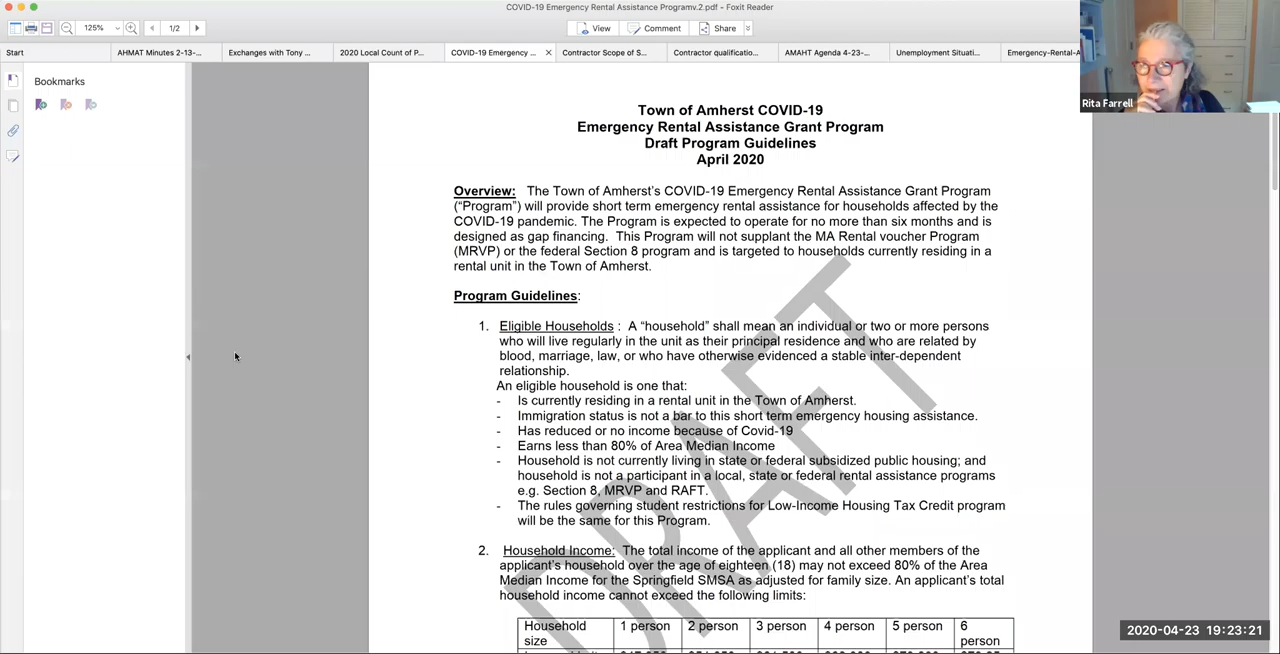 COVID-19 Emergency Rental Assistance Programv.2.pdf - Foxit Reader
125%
1/2
View
Comment
Share
Start
AHMAT Minutes 2-13-...
Exchanges with Tony ...
2020 Local Count of P...
COVID-19 Emergency ...
Contractor Scope of S...
Contractor qualificatio...
AMAHT Agenda 4-23-...
Unemployment Situati...
Emergency-Rental-A
Rita Farrell
Bookmarks
Town of Amherst COVID-19
Emergency Rental Assistance Grant Program
Draft Program Guidelines
April 2020
Overview: The Town of Amherst's COVID-19 Emergency Rental Assistance Grant Program
("Program") will provide short term emergency rental assistance for households affected by the
COVID-19 pandemic. The Program is expected to operate for no more than six months and is
designed as gap financing. This Program will not supplant the MA Rental voucher Program
(MRVP) or the federal Section 8 program and is targeted to households currently residing in a
rental unit in the Town of Amherst.
Program Guidelines:
1. Eligible Households : A "household" shall mean an individual or two or more persons
who will live regularly in the unit as their principal residence and who are related by
blood, marriage, law, or who have otherwise evidenced a stable inter-dependent
relationship.
An eligible household is one that:
- Is currently residing in a rental unit in the Town of Amherst.
- Immigration status is not a bar to this short term emergency housing assistance.
- Has reduced or no income because of Covid-19
- Earns less than 80% of Area Median Income
- Household is not currently living in state or federal subsidized public housing; and
household is not a participant in a local, state or federal rental assistance programs
e.g. Section 8, MRVP and RAFT.
- The rules governing student restrictions for Low-Income Housing Tax Credit program
will be the same for this Program.
2. Household Income: The total income of the applicant and all other members of the
applicant's household over the age of eighteen (18) may not exceed 80% of the Area
Median Income for the Springfield SMSA as adjusted for family size. An applicant's total
household income cannot exceed the following limits:
Household size
1 person
2 person
3 person
4 person
5 person
6 person
DRAFT
2020-04-23 19:23:21